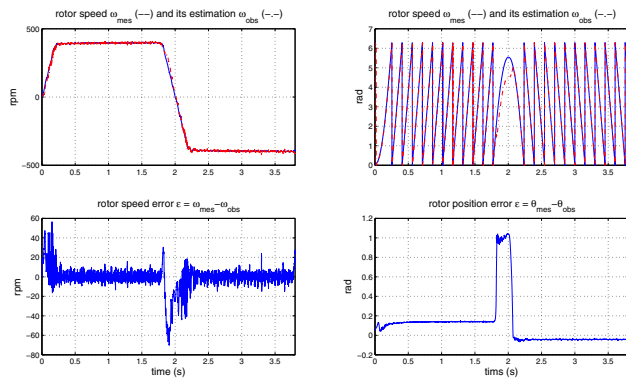 rotor speed ω_mes (−−) and its estimation ω_obs (−.−)
500
0
−500
rpm
0 0.5 1 1.5 2 2.5 3 3.5
rotor speed ω_mes (−−) and its estimation ω_obs (−.−)
6
5
4
3
2
1
0
rad
0 0.5 1 1.5 2 2.5 3 3.5
rotor speed error ε = ω_mes−ω_obs
60
40
20
0
−20
−40
−60
−80
rpm
0 0.5 1 1.5 2 2.5 3 3.5
time (s)
rotor position error ε = θ_mes−θ_obs
1.2
1
0.8
0.6
0.4
0.2
0
−0.2
rad
0 0.5 1 1.5 2 2.5 3 3.5
tims (s)